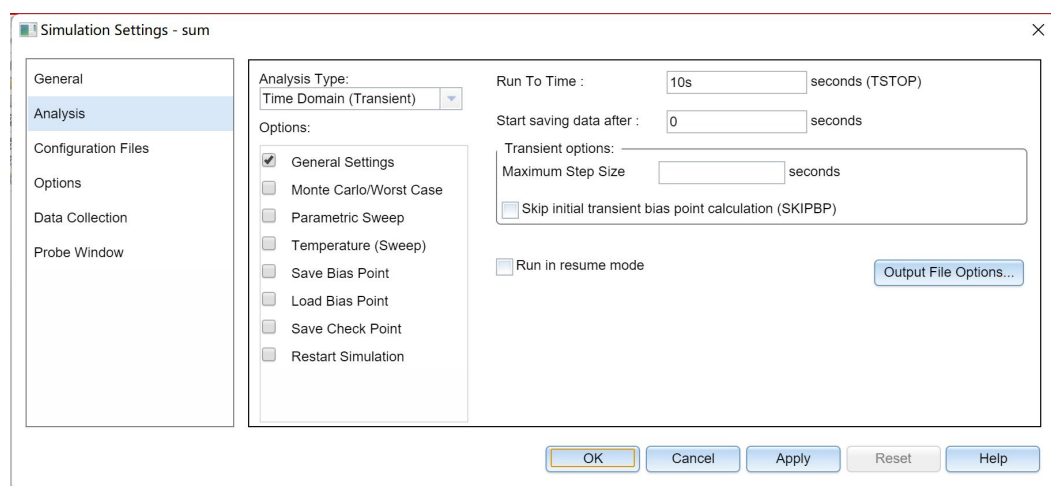 Simulation Settings - sum
General
Analysis
Configuration Files
Options
Data Collection
Probe Window
Analysis Type:
Time Domain (Transient)
Options:
General Settings
Monte Carlo/Worst Case
Parametric Sweep
Temperature (Sweep)
Save Bias Point
Load Bias Point
Save Check Point
Restart Simulation
Run To Time : 10s seconds (TSTOP)
Start saving data after : 0 seconds
Transient options:
Maximum Step Size seconds
Skip initial transient bias point calculation (SKIPBP)
Run in resume mode
Output File Options...
OK Cancel Apply Reset Help